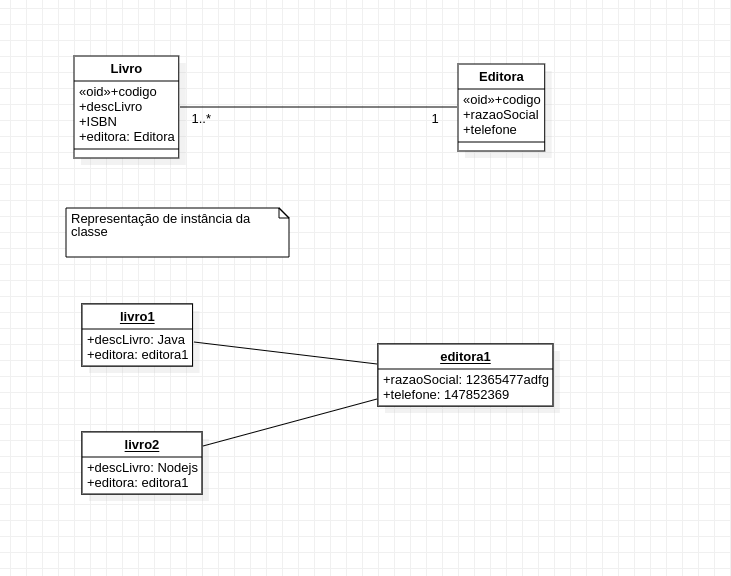 Livro
«oid»+codigo
+descLivro
+ISBN
+editora: Editora
1..*
1
Editora
«oid»+codigo
+razaoSocial
+telefone
Representação de instância da
classe
livro1
+descLivro: Java
+editora: editora1
editora1
+razaoSocial: 12365477adfg
+telefone: 147852369
livro2
+descLivro: Nodejs
+editora: editora1